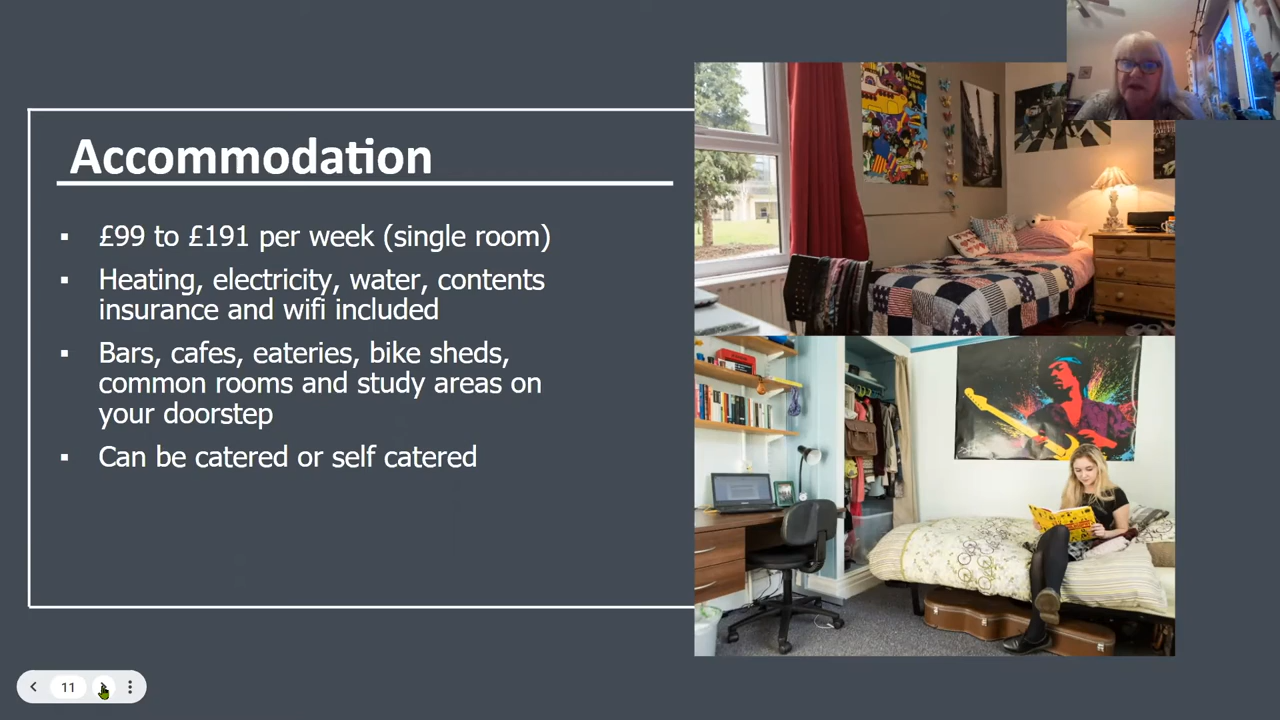 Accommodation
▪ £99 to £191 per week (single room)
▪ Heating, electricity, water, contents
insurance and wifi included
▪ Bars, cafes, eateries, bike sheds,
common rooms and study areas on
your doorstep
▪ Can be catered or self catered
11